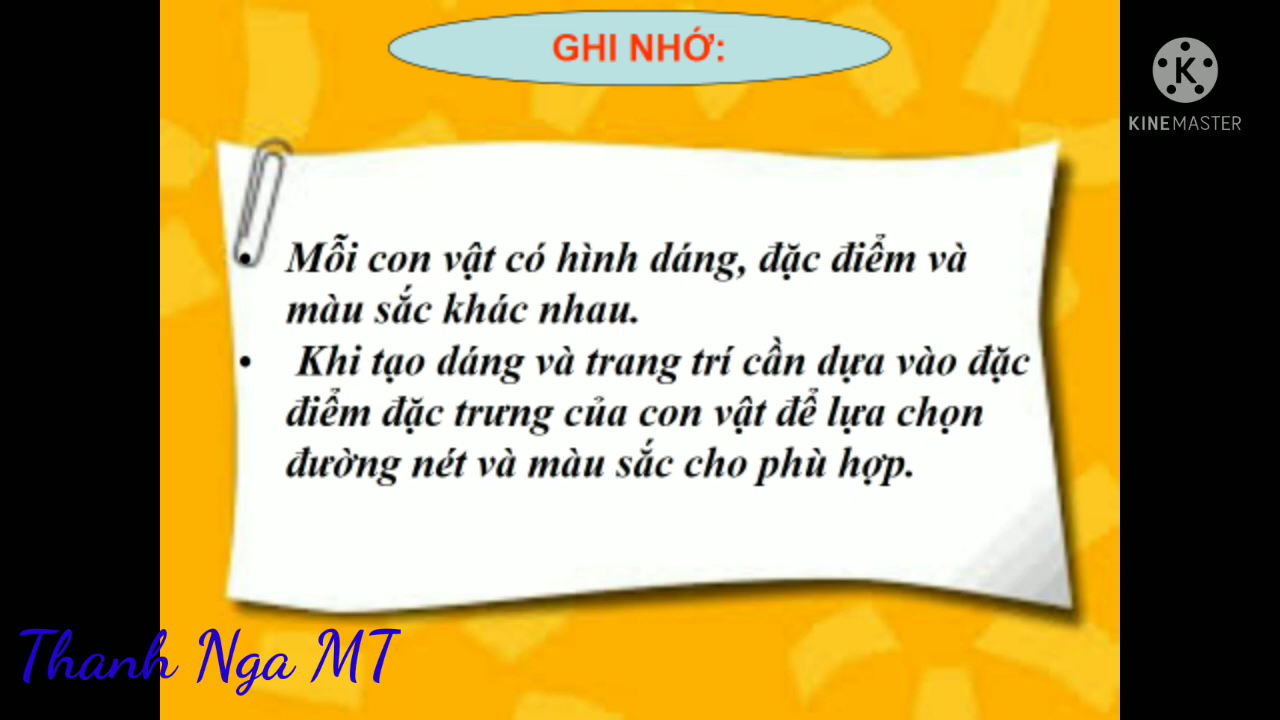 GHI NHỚ:
KINEMASTER
• Mỗi con vật có hình dáng, đặc điểm và
màu sắc khác nhau.
• Khi tạo dáng và trang trí cần dựa vào đặc
điểm đặc trưng của con vật để lựa chọn
đường nét và màu sắc cho phù hợp.
Thanh Nga MT